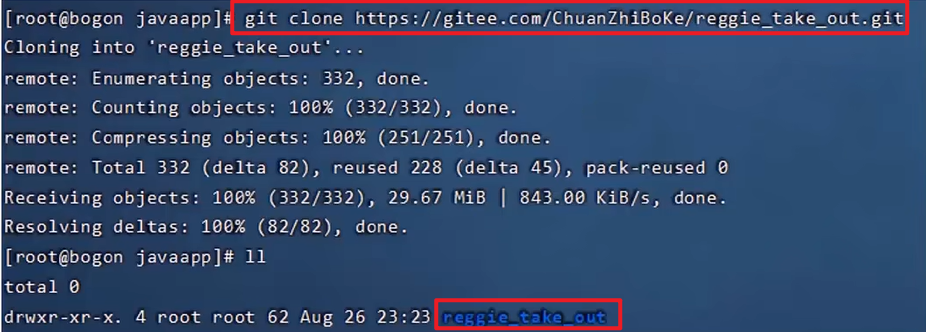 [root@bogon javaapp]# git clone https://gitee.com/ChuanZhiBoKe/reggie_take_out.git
Cloning into 'reggie_take_out'...
remote: Enumerating objects: 332, done.
remote: Counting objects: 100% (332/332), done.
remote: Compressing objects: 100% (251/251), done.
remote: Total 332 (delta 82), reused 228 (delta 45), pack-reused 0
Receiving objects: 100% (332/332), 29.67 MiB | 843.00 KiB/s, done.
Resolving deltas: 100% (82/82), done.
[root@bogon javaapp]# ll
total 0
drwxr-xr-x. 4 root root 62 Aug 26 23:23 reggie_take_out